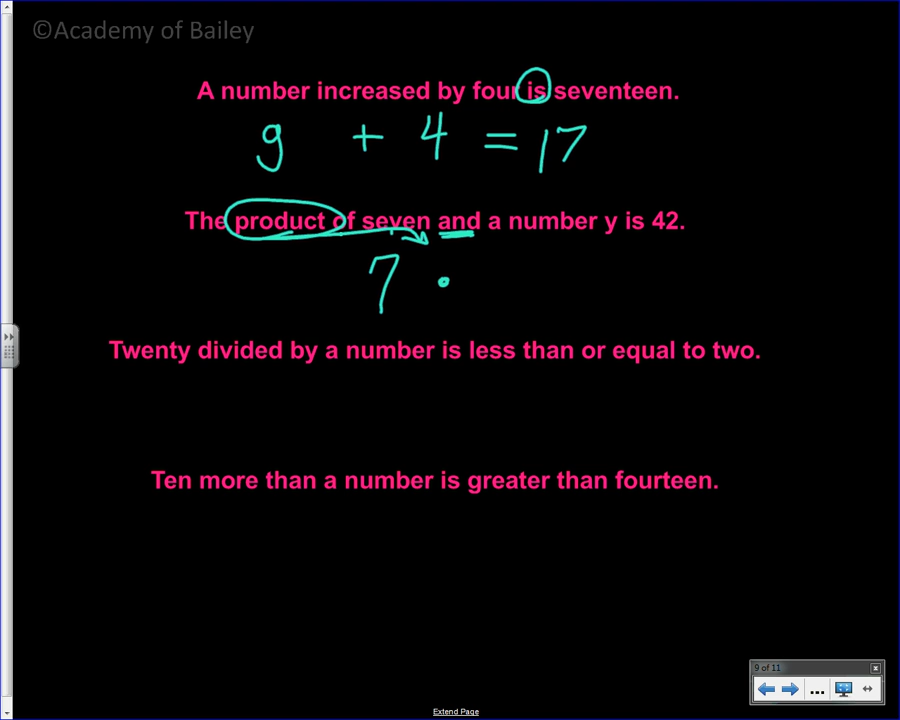 ©Academy of Bailey
A number increased by four is seventeen.
g + 4 = 17
The product of seven and a number y is 42.
7 •
Twenty divided by a number is less than or equal to two.
Ten more than a number is greater than fourteen.
9 of 11
Extend Page